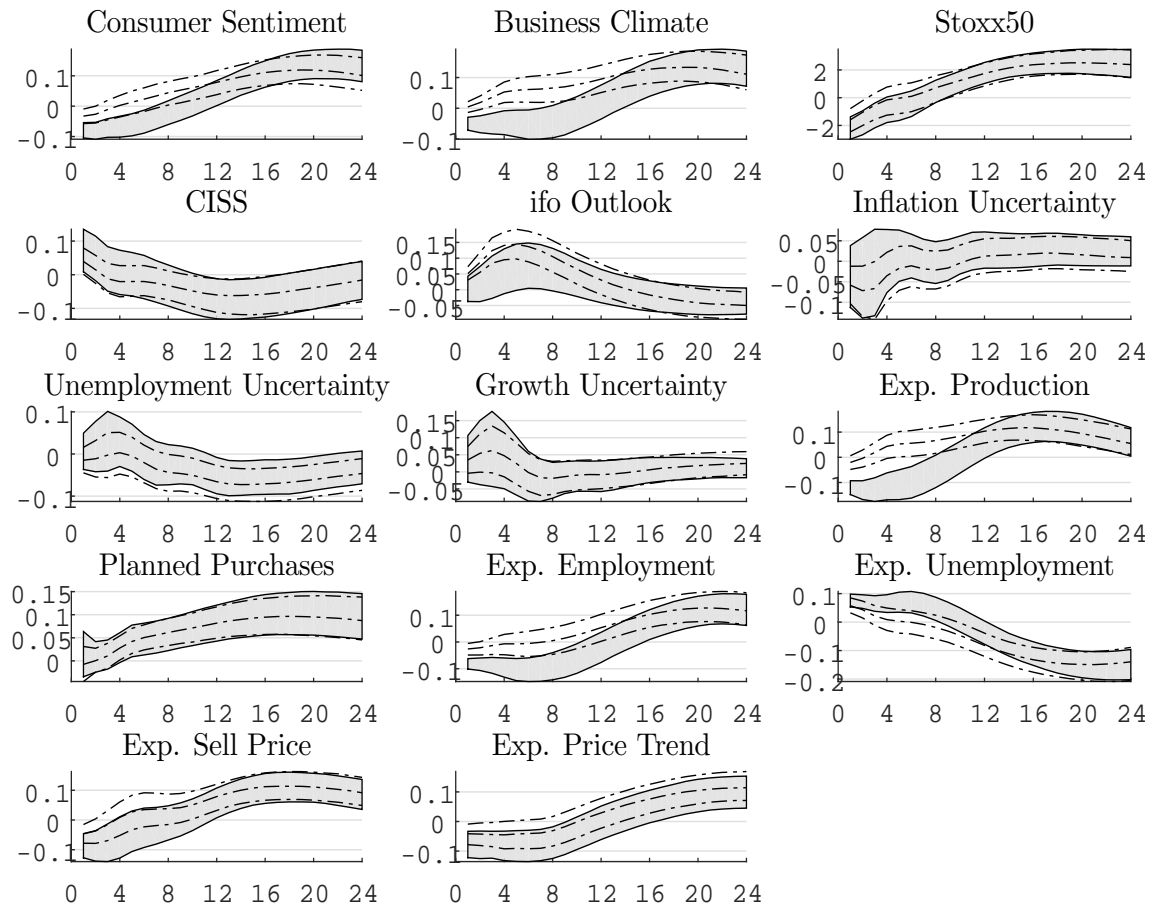 Consumer Sentiment
0.1
0
-0.1
0 4 8 12 16 20 24
Business Climate
0.1
0
-0.1
0 4 8 12 16 20 24
Stoxx50
2
0
-2
0 4 8 12 16 20 24
CISS
0.1
0
-0.1
0 4 8 12 16 20 24
ifo Outlook
0.15
0.1
0.05
0
-0.05
0 4 8 12 16 20 24
Inflation Uncertainty
0.05
0
-0.05
-0.1
0 4 8 12 16 20 24
Unemployment Uncertainty
0.1
0
-0.1
0 4 8 12 16 20 24
Growth Uncertainty
0.15
0.1
0.05
0
-0.05
0 4 8 12 16 20 24
Exp. Production
0.1
0
-0.1
0 4 8 12 16 20 24
Planned Purchases
0.15
0.1
0.05
0
0 4 8 12 16 20 24
Exp. Employment
0.1
0
-0.1
0 4 8 12 16 20 24
Exp. Unemployment
0.1
0
-0.1
-0.2
0 4 8 12 16 20 24
Exp. Sell Price
0.1
0
-0.1
0 4 8 12 16 20 24
Exp. Price Trend
0.1
0
-0.1
0 4 8 12 16 20 24